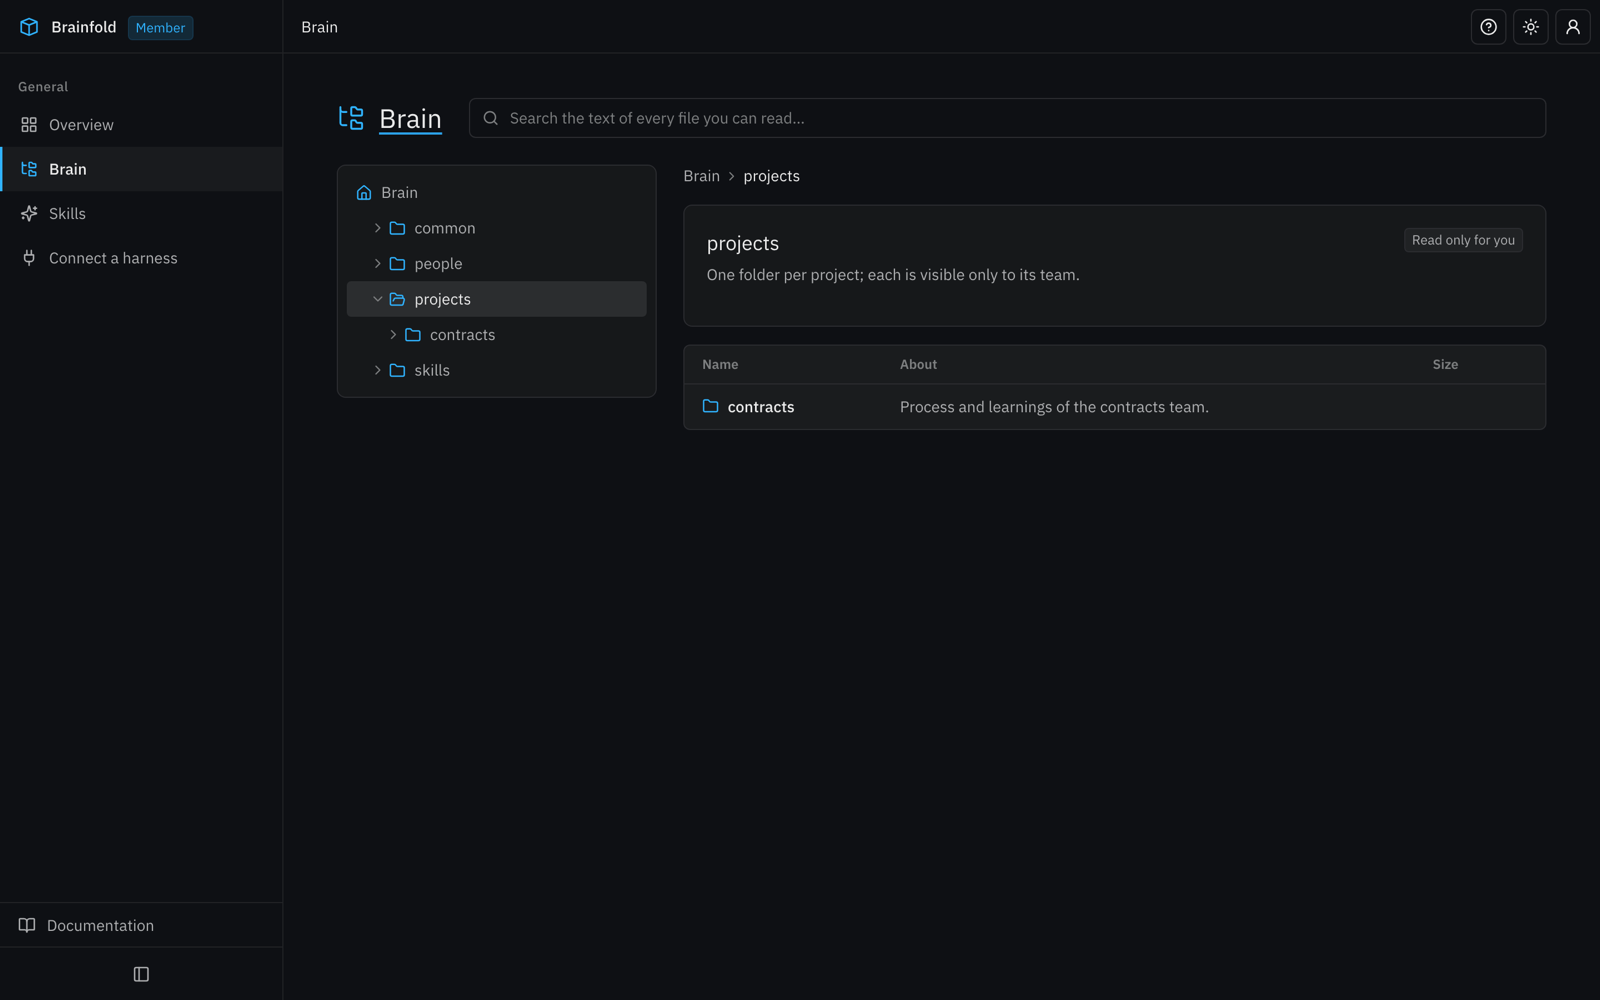 Brainfold Member
Brain
General
Overview
Brain
Skills
Connect a harness
Documentation
Brain
Search the text of every file you can read...
Brain
common
people
projects
contracts
skills
Brain > projects
projects
Read only for you
One folder per project; each is visible only to its team.
Name About Size
contracts Process and learnings of the contracts team.